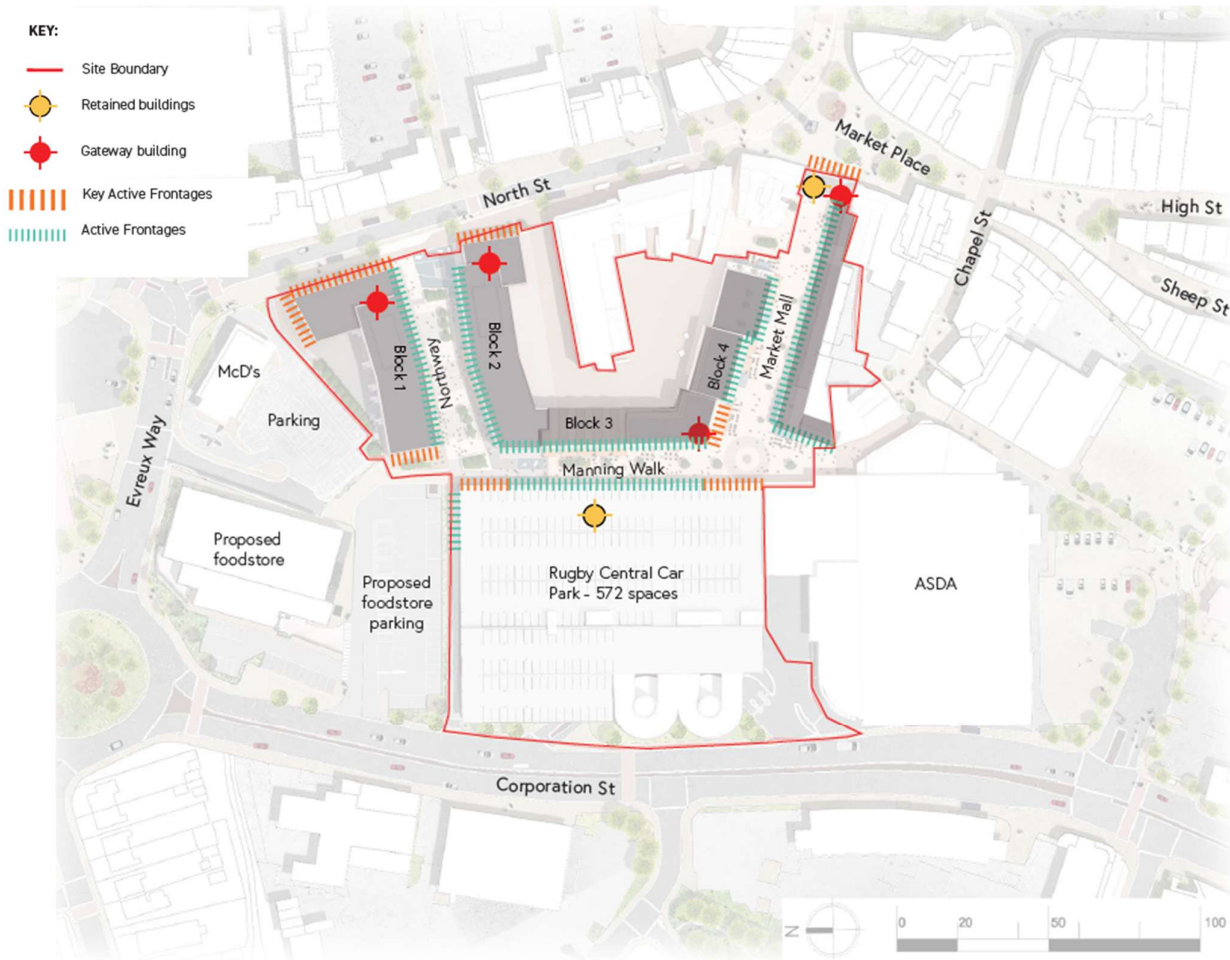 KEY:
Site Boundary
Retained buildings
Gateway building
Key Active Frontages
Active Frontages
Market Place
North St
High St
Chapel St
Sheep St
McD's
Parking
Evreux Way
Block 1
Northway
Block 2
Block 3
Block 4
Market Mall
Manning Walk
Proposed
foodstore
Proposed
foodstore
parking
Rugby Central Car
Park - 572 spaces
ASDA
Corporation St
N
0 20 50 100